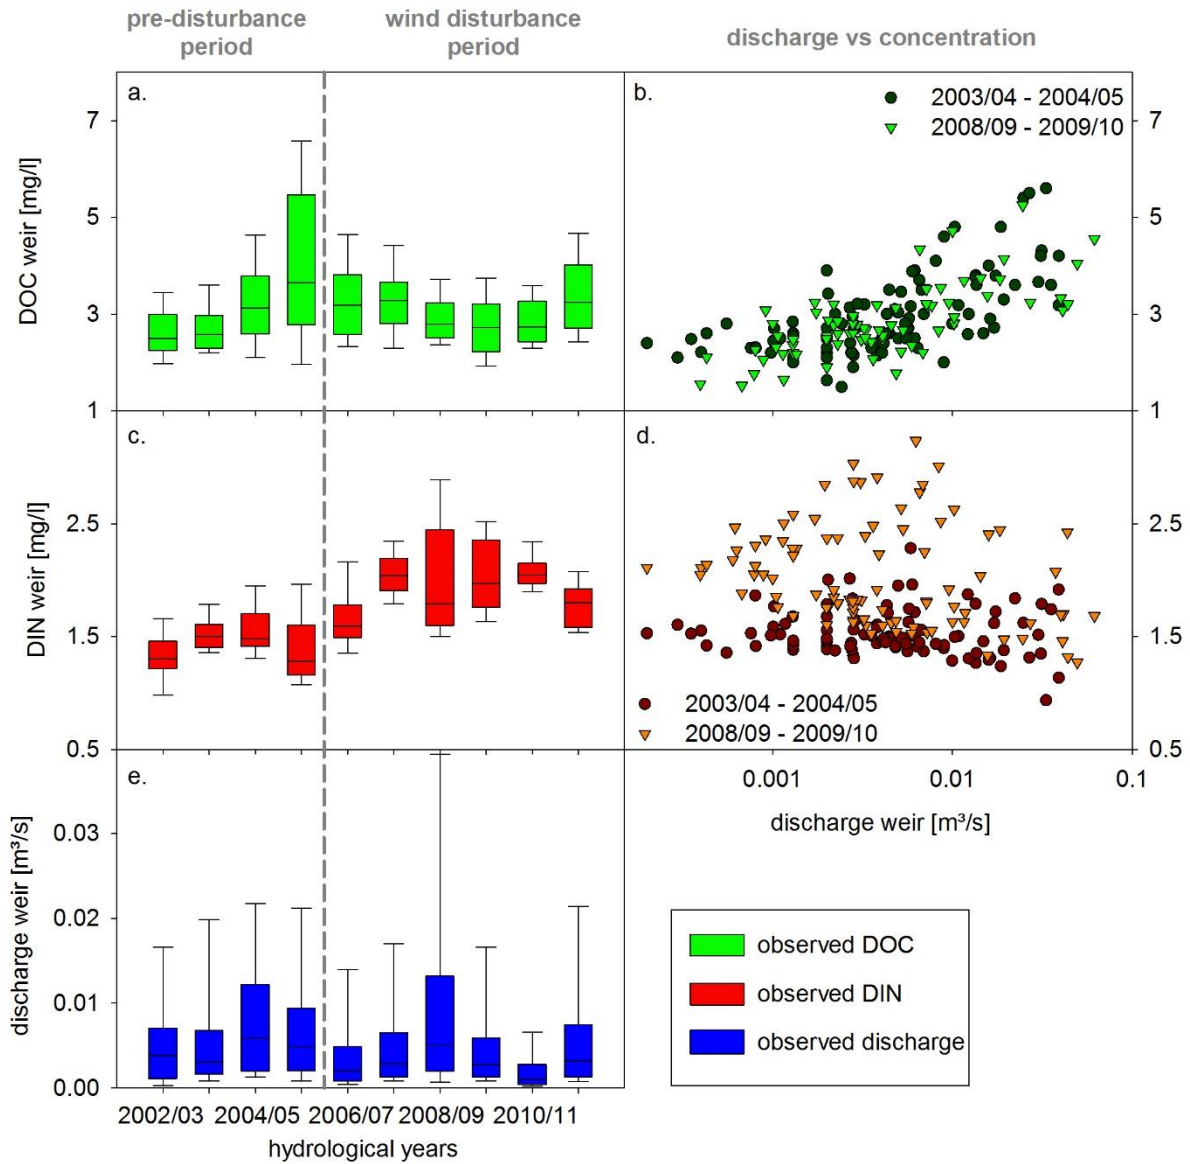 pre-disturbance
period
wind disturbance
period
discharge vs concentration
a.
b.
2003/04 - 2004/05
2008/09 - 2009/10
DOC weir [mg/l]
7
5
3
1
7
5
3
1
c.
d.
DIN weir [mg/l]
2.5
1.5
0.5
2.5
1.5
0.5
2003/04 - 2004/05
2008/09 - 2009/10
0.001
0.01
0.1
discharge weir [m³/s]
e.
discharge weir [m³/s]
0.03
0.02
0.01
0.00
2002/03
2004/05
2006/07
2008/09
2010/11
hydrological years
observed DOC
observed DIN
observed discharge